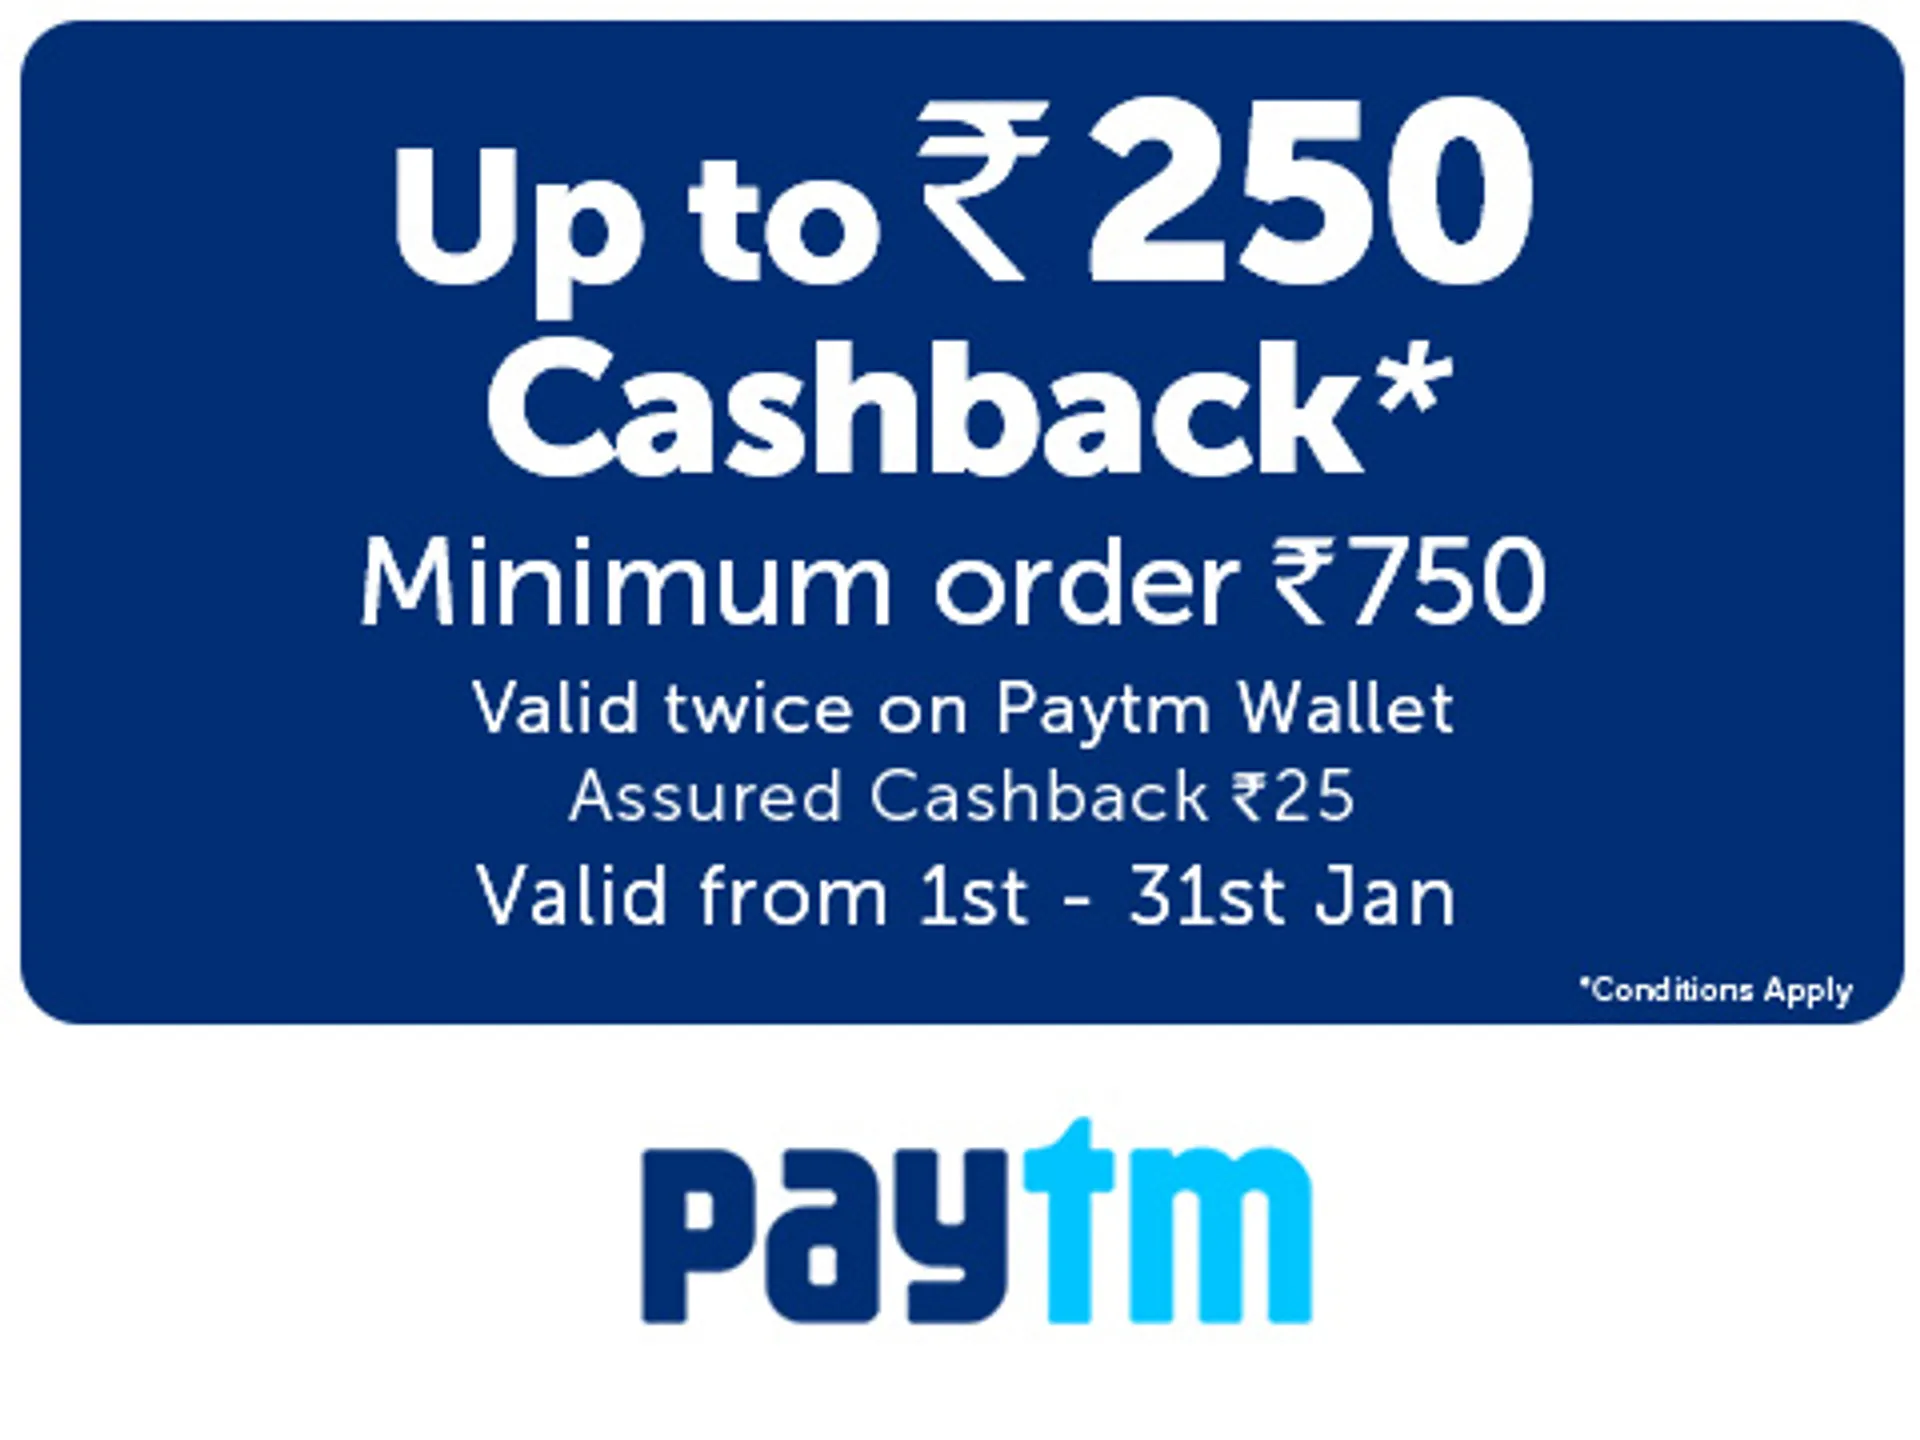 Up to ₹250
Cashback*
Minimum order ₹750
Valid twice on Paytm Wallet
Assured Cashback ₹25
Valid from 1st - 31st Jan
*Conditions Apply
paytm